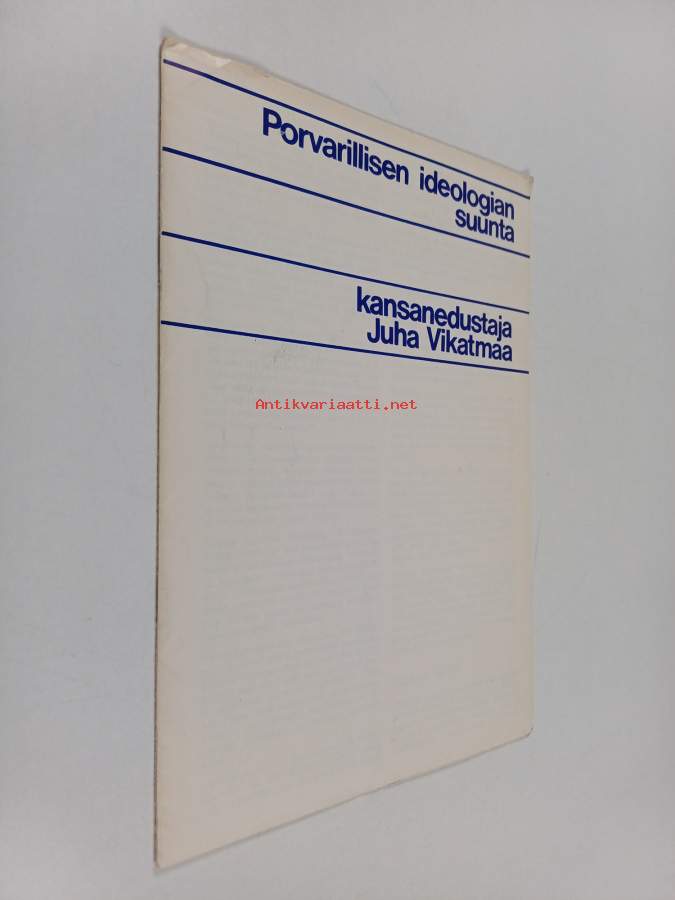 Porvarillisen ideologian
suunta
kansanedustaja
Juha Vikatmaa
Antikvariaatti.net